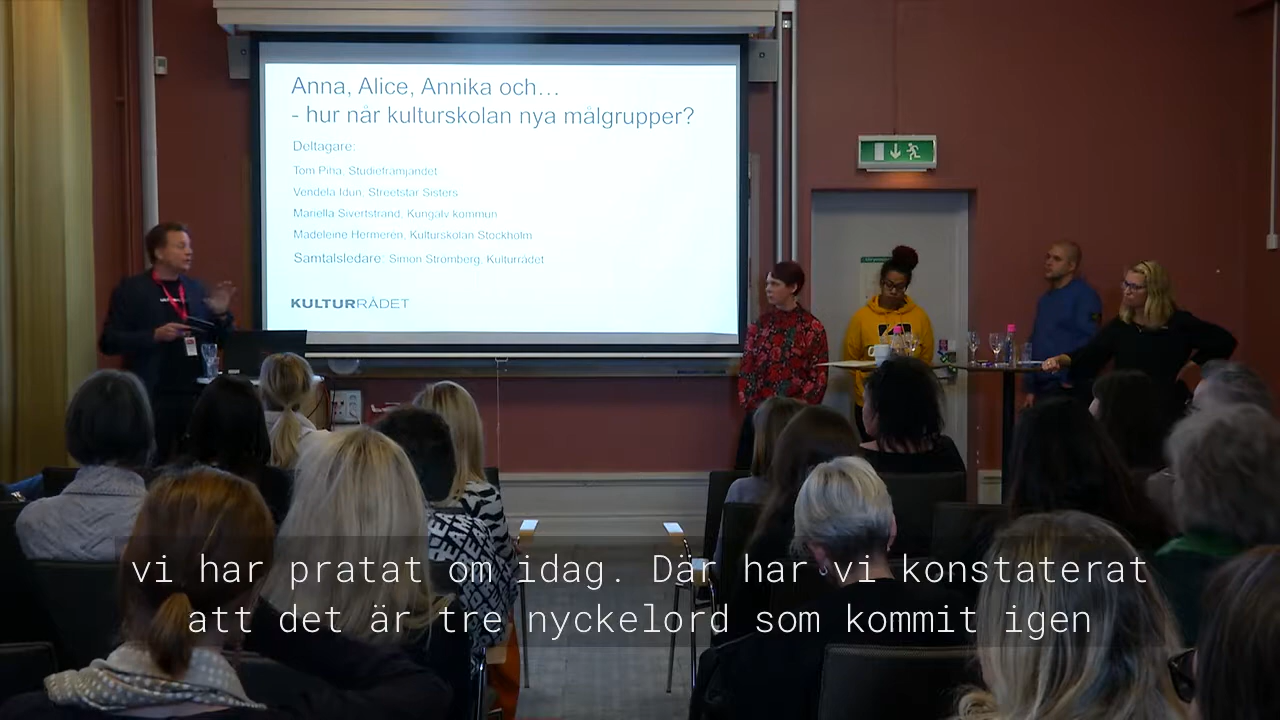 Anna, Alice, Annika och...
- hur når kulturskolan nya målgrupper?
Deltagare:
Tom Piha, Studiefrämjandet
Vendela Idun, Streetstar Sisters
Mariella Sivertstrand, Kungälv kommun
Madeleine Hermerén, Kulturskolan Stockholm
Samtalsledare: Simon Strömberg, Kulturrådet
KULTURRÅDET
vi har pratat om idag. Där har vi konstaterat
att det är tre nyckelord som kommit igen